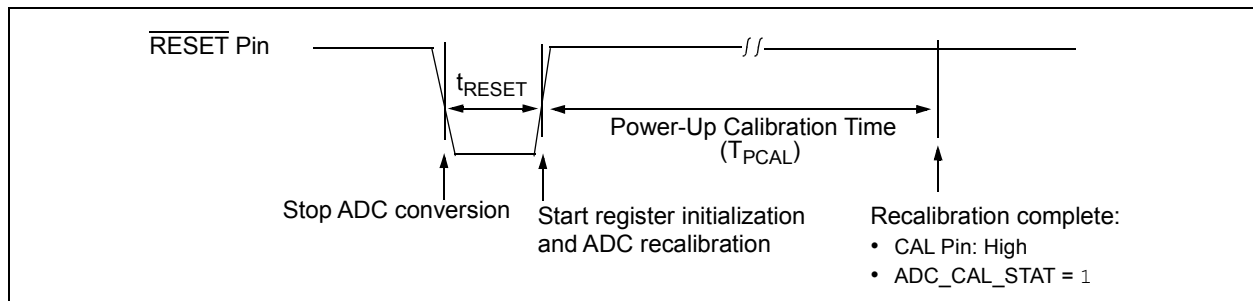 RESET Pin
tRESET
Power-Up Calibration Time
(TPCAL)
Stop ADC conversion
Start register initialization
and ADC recalibration
Recalibration complete:
• CAL Pin: High
• ADC_CAL_STAT = 1